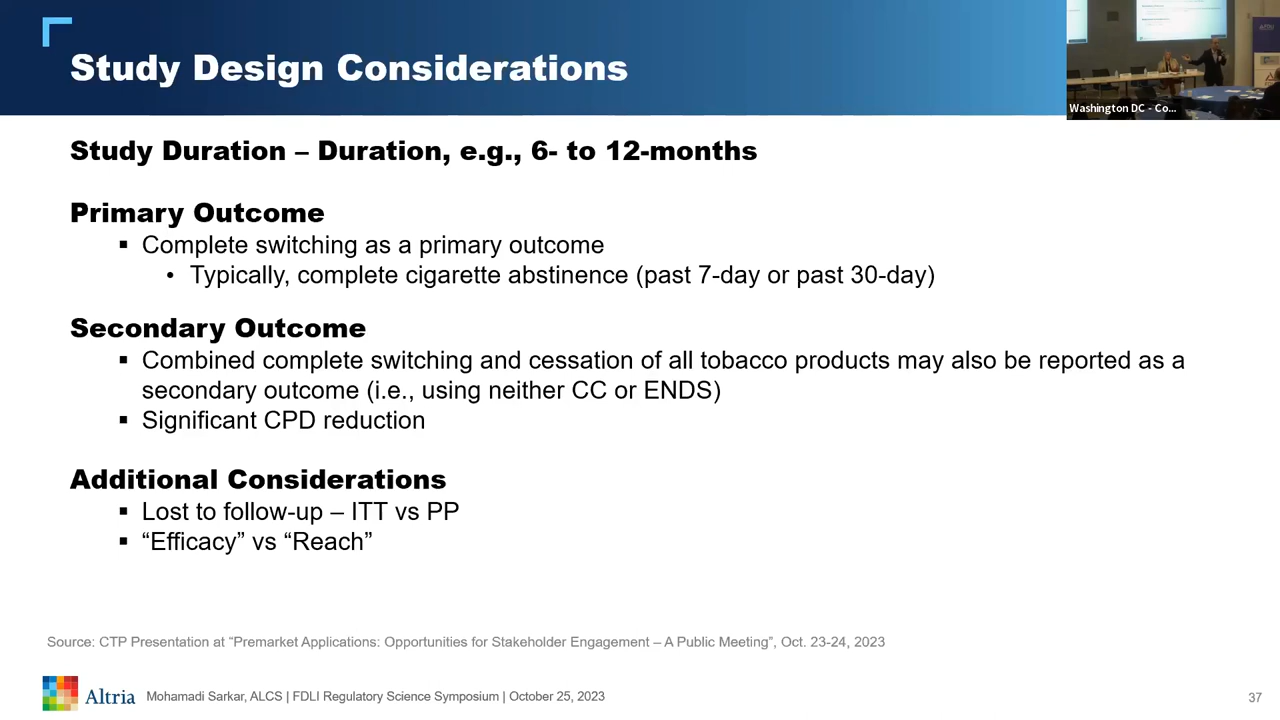 Study Design Considerations
Washington DC - Co...
Study Duration – Duration, e.g., 6- to 12-months
Primary Outcome
▪ Complete switching as a primary outcome
• Typically, complete cigarette abstinence (past 7-day or past 30-day)
Secondary Outcome
▪ Combined complete switching and cessation of all tobacco products may also be reported as a
secondary outcome (i.e., using neither CC or ENDS)
▪ Significant CPD reduction
Additional Considerations
▪ Lost to follow-up – ITT vs PP
▪ “Efficacy” vs “Reach”
Source: CTP Presentation at “Premarket Applications: Opportunities for Stakeholder Engagement – A Public Meeting”, Oct. 23-24, 2023
Altria
Mohamadi Sarkar, ALCS | FDLI Regulatory Science Symposium | October 25, 2023
37